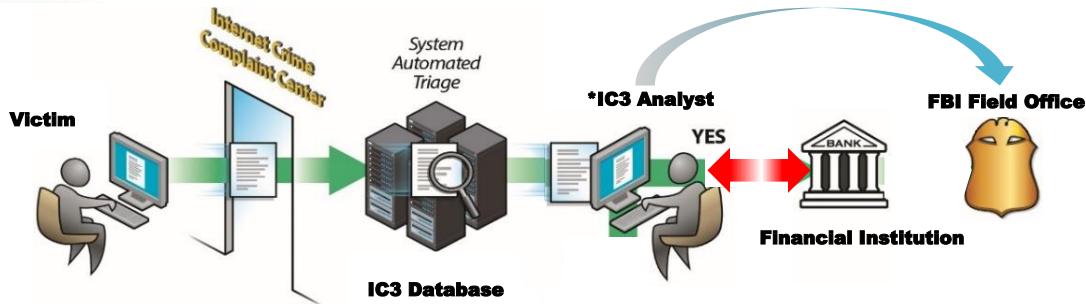 Internet Crime
Complaint Center
System
Automated
Triage
*IC3 Analyst
FBI Field Office
Victim
YES
BANK
Financial Institution
IC3 Database